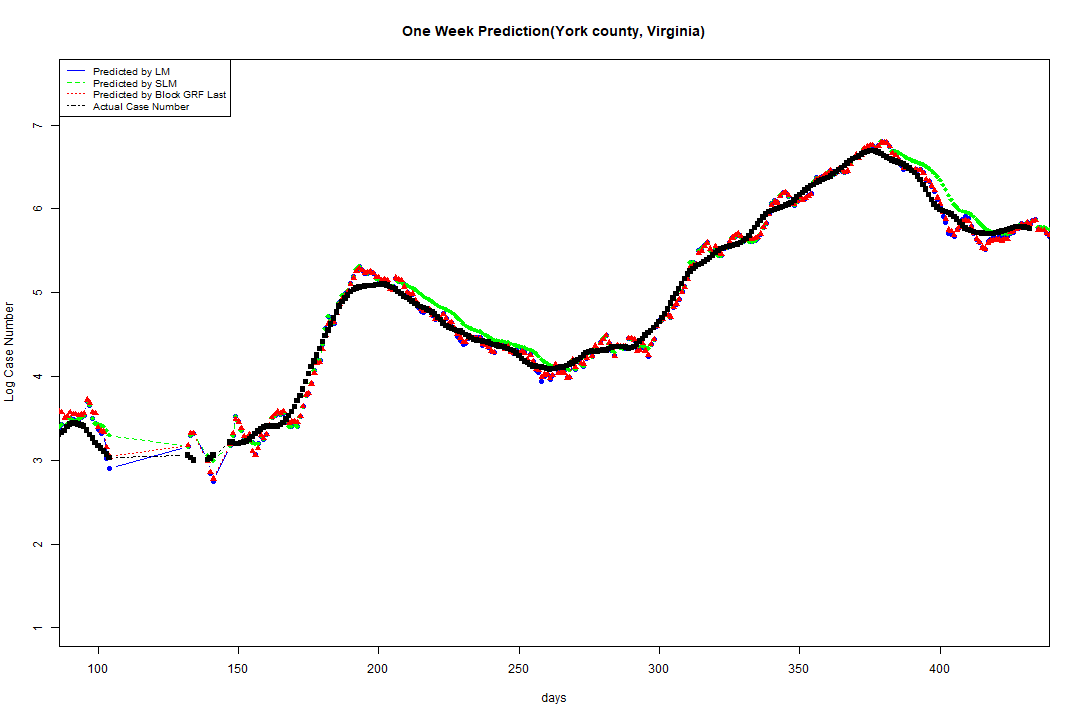 One Week Prediction(York county, Virginia)
Predicted by LM
Predicted by SLM
Predicted by Block GRF Last
Actual Case Number
7
6
5
4
3
2
1
Log Case Number
100 150 200 250 300 350 400
days